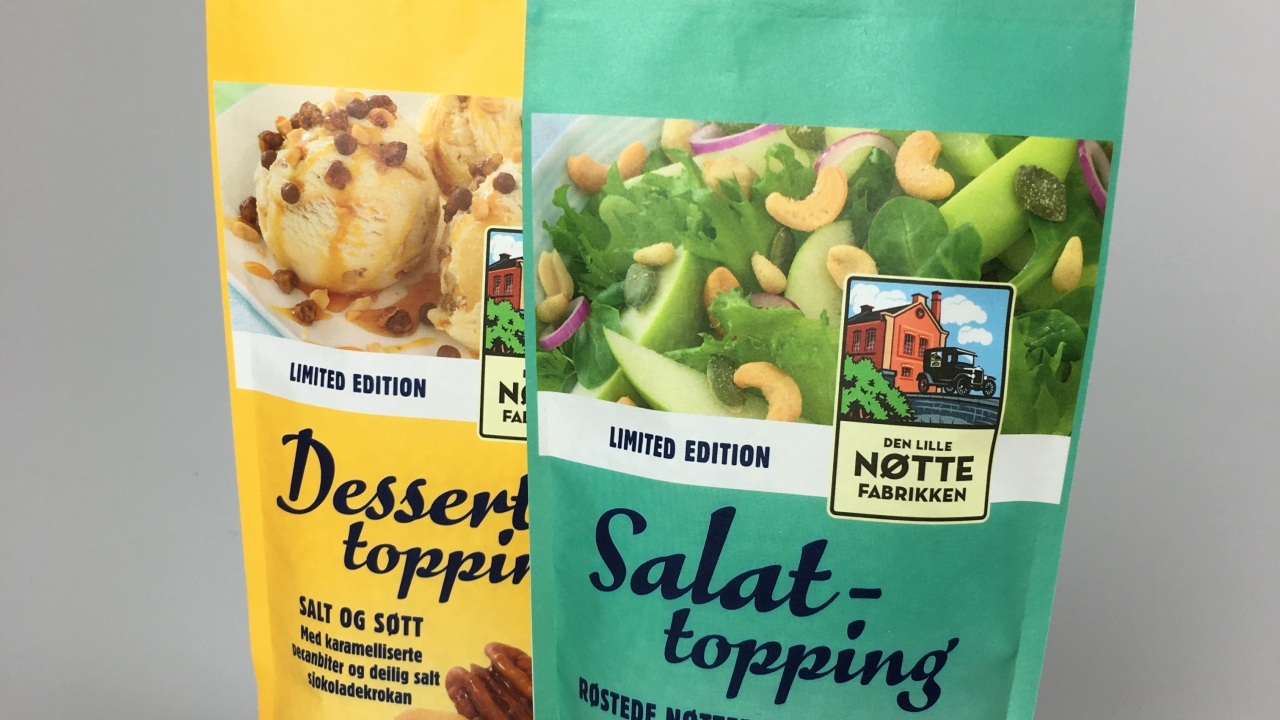 LIMITED EDITION
Dessert
SALT OG SØTT
Med karamelliserte
pecanbiter og deilig salt
sjokoladekrokan
LIMITED EDITION
DEN LILLE
NØTTE
FABRIKKEN
Salat-
topping
RØSTEDE